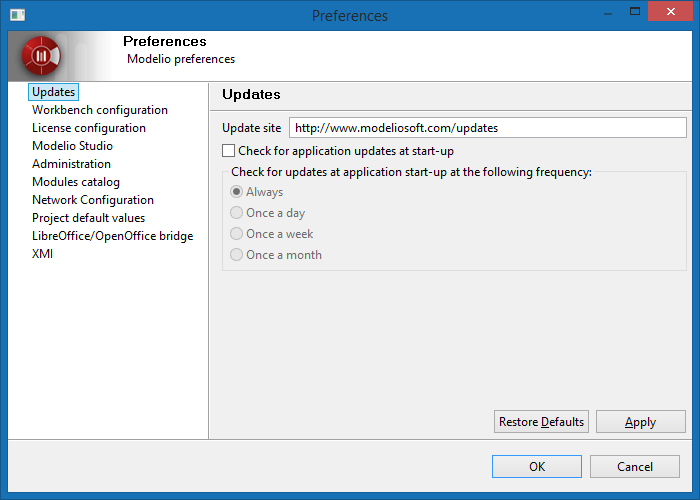 Preferences
Preferences
Modelio preferences
Updates
Workbench configuration
License configuration
Modelio Studio
Administration
Modules catalog
Network Configuration
Project default values
LibreOffice/OpenOffice bridge
XMI
Updates
Update site http://www.modeliosoft.com/updates
Check for application updates at start-up
Check for updates at application start-up at the following frequency:
Always
Once a day
Once a week
Once a month
Restore Defaults Apply
OK Cancel